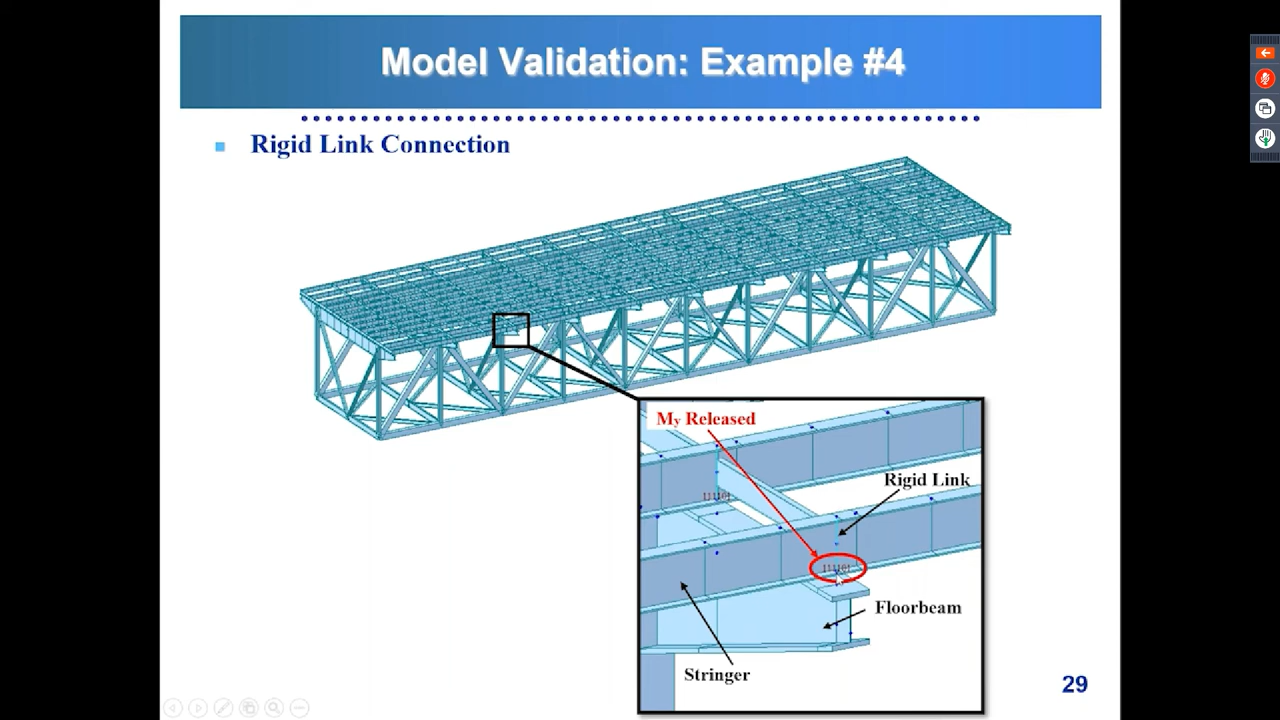 Model Validation: Example #4
Rigid Link Connection
My Released
Rigid Link
Floorbeam
Stringer
29